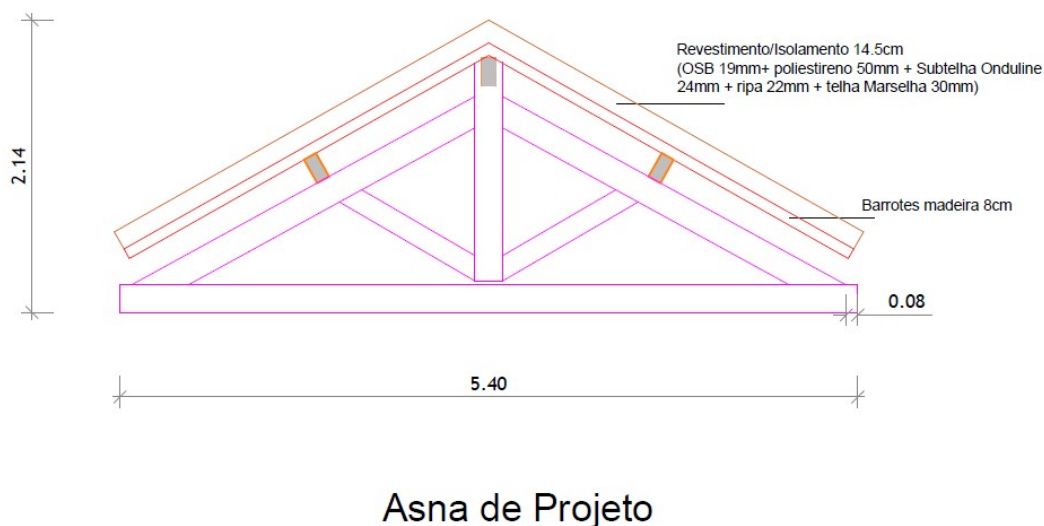 Revestimento/Isolamento 14.5cm
(OSB 19mm+ poliestireno 50mm + Subtelha Onduline
24mm + ripa 22mm + telha Marselha 30mm)
2.14
Barrotes madeira 8cm
0.08
5.40
Asna de Projeto